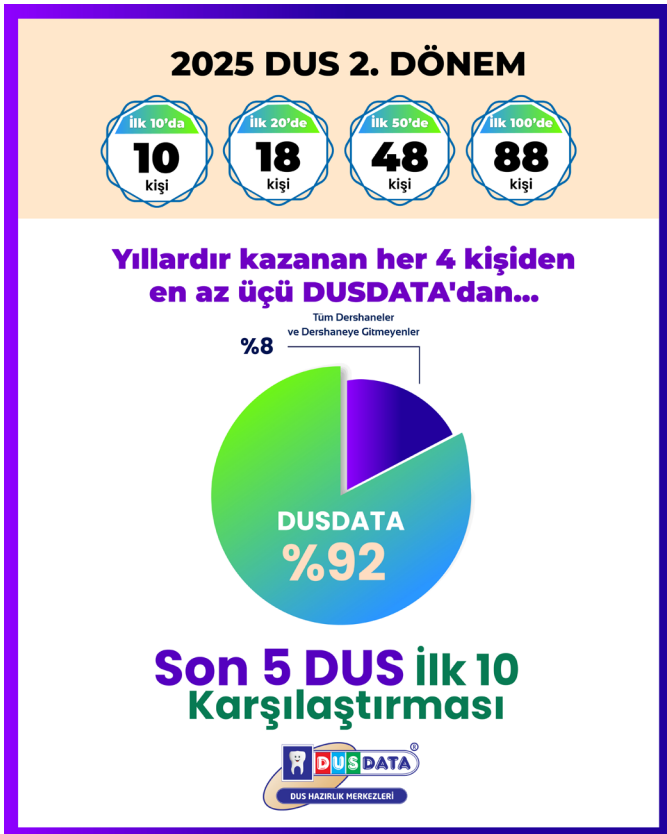 2025 DUS 2. DÖNEM
İlk 10'da
10
kişi
İlk 20'de
18
kişi
İlk 50'de
48
kişi
İlk 100'de
88
kişi
Yıllardır kazanan her 4 kişiden
en az üçü DUSDATA'dan...
Tüm Dershaneler
ve Dershaneye Gitmeyenler
%8
DUSDATA
%92
Son 5 DUS İlk 10
Karşılaştırması
DUSDATA®
DUS HAZIRLIK MERKEZLERİ